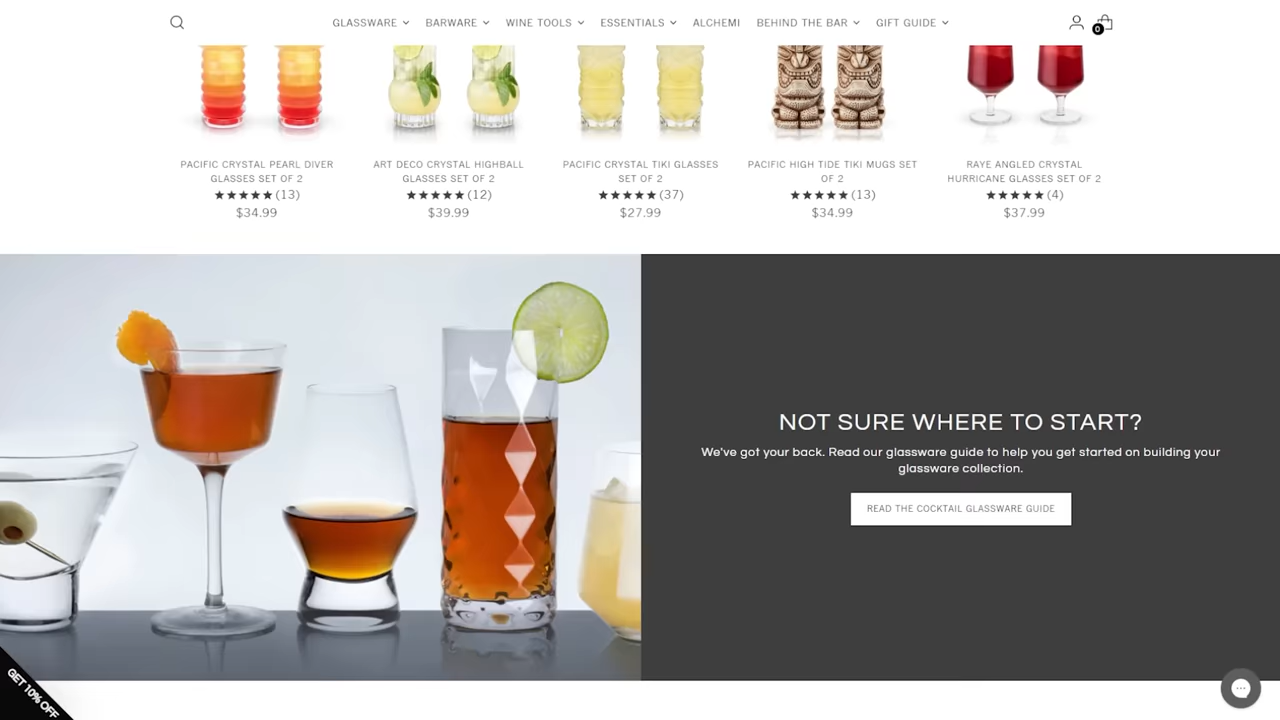 GLASSWARE BARWARE WINE TOOLS ESSENTIALS ALCHEMI BEHIND THE BAR GIFT GUIDE
0
PACIFIC CRYSTAL PEARL DIVER
GLASSES SET OF 2
(13)
$34.99
ART DECO CRYSTAL HIGHBALL
GLASSES SET OF 2
(12)
$39.99
PACIFIC CRYSTAL TIKI GLASSES
SET OF 2
(37)
$27.99
PACIFIC HIGH TIDE TIKI MUGS SET
OF 2
(13)
$34.99
RAYE ANGLED CRYSTAL
HURRICANE GLASSES SET OF 2
(4)
$37.99
NOT SURE WHERE TO START?
We've got your back. Read our glassware guide to help you get started on building your
glassware collection.
READ THE COCKTAIL GLASSWARE GUIDE
GET 10% OFF